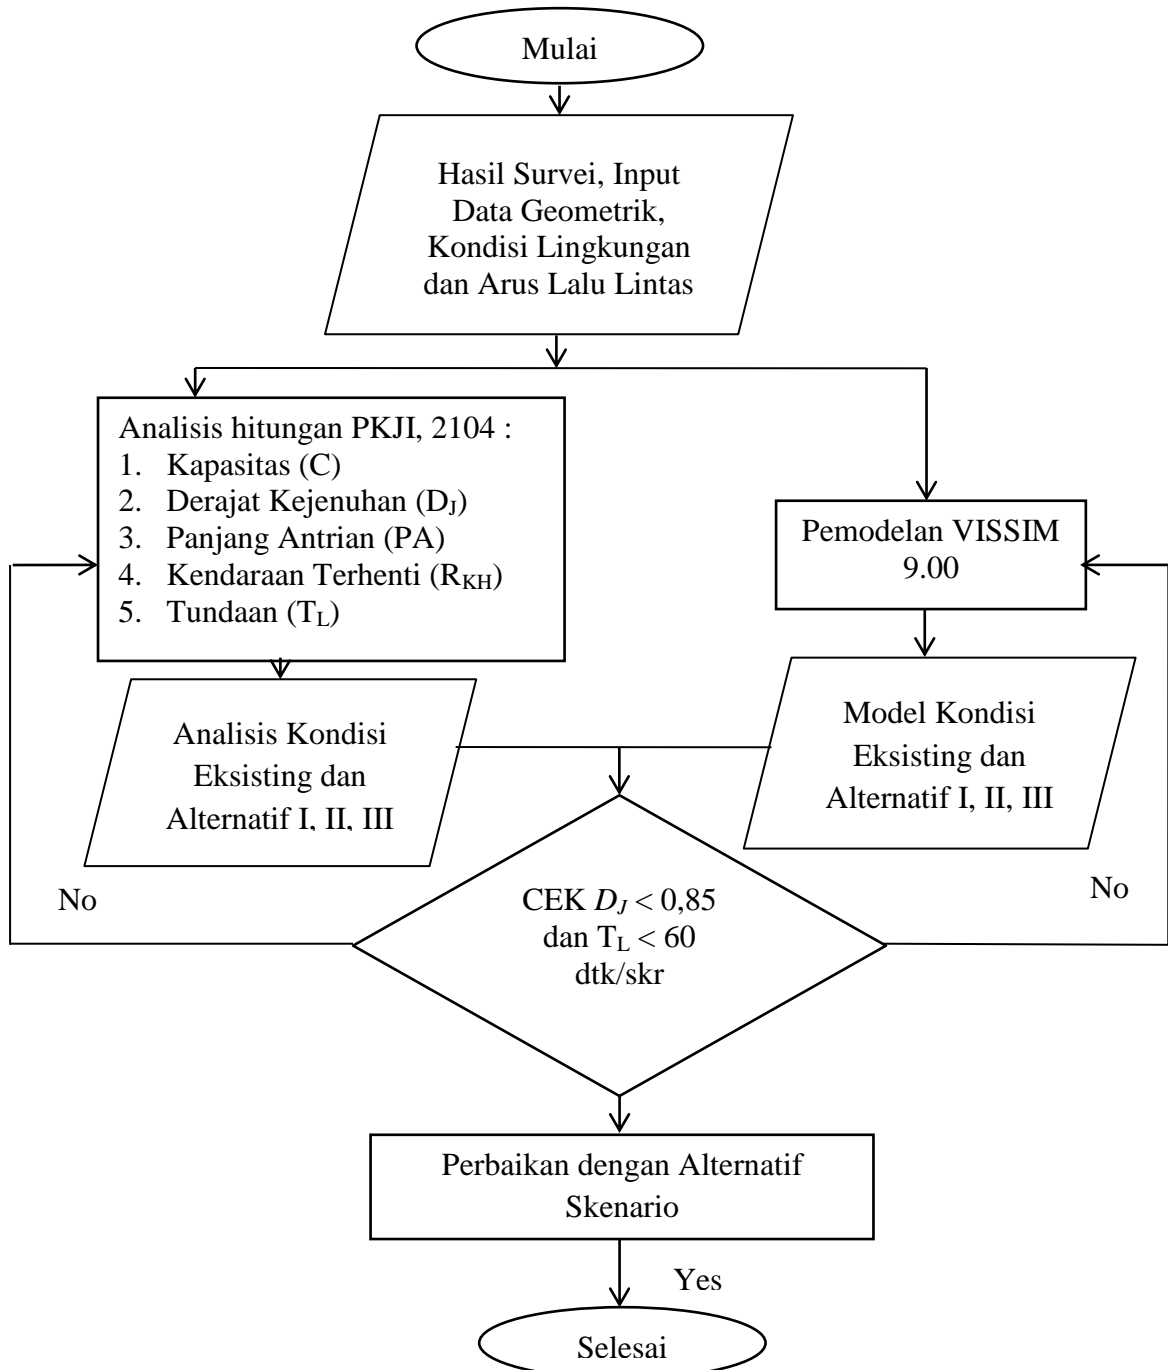 Mulai
Hasil Survei, Input
Data Geometrik,
Kondisi Lingkungan
dan Arus Lalu Lintas
Analisis hitungan PKJI, 2104 :
1. Kapasitas (C)
2. Derajat Kejenuhan (DJ)
3. Panjang Antrian (PA)
4. Kendaraan Terhenti (RKH)
5. Tundaan (TL)
Pemodelan VISSIM
9.00
Analisis Kondisi
Eksisting dan
Alternatif I, II, III
Model Kondisi
Eksisting dan
Alternatif I, II, III
No
CEK DJ < 0,85
dan TL < 60
dtk/skr
No
Perbaikan dengan Alternatif
Skenario
Yes
Selesai